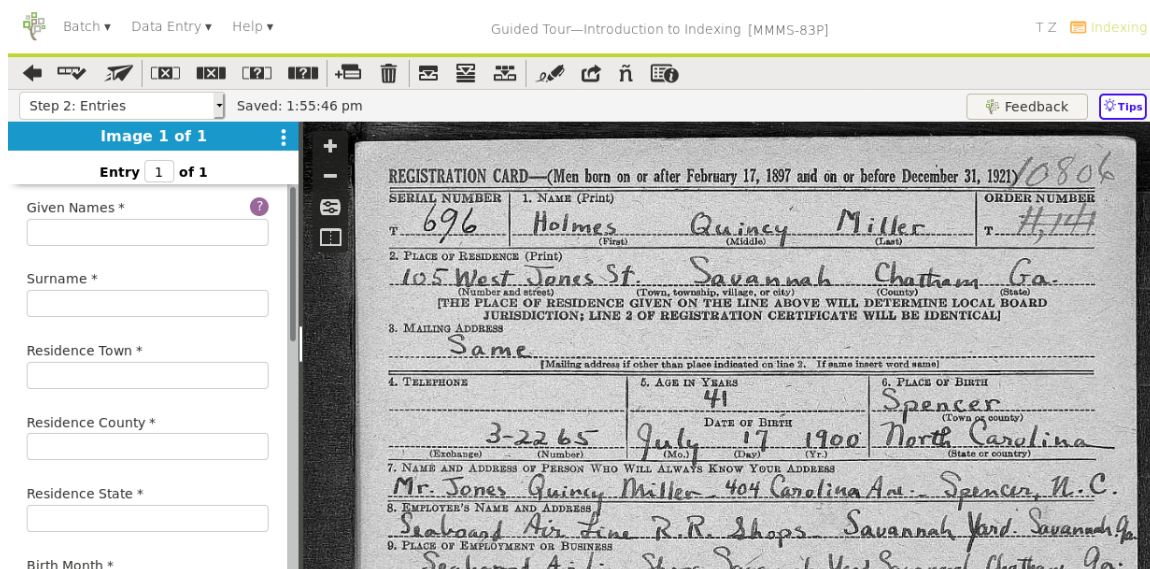 Batch ▾ Data Entry ▾ Help ▾ Guided Tour—Introduction to Indexing [MMMS-83P] T Z Indexing
Step 2: Entries Saved: 1:55:46 pm Feedback Tips
Image 1 of 1
Entry 1 of 1
Given Names * ?
Surname *
Residence Town *
Residence County *
Residence State *
Birth Month *
REGISTRATION CARD—(Men born on or after February 17, 1897 and on or before December 31, 1921) 10806
SERIAL NUMBER 1. NAME (Print) ORDER NUMBER
T 696 Holmes Quincy Miller T
(First) (Middle) (Last)
2. PLACE OF RESIDENCE (Print)
105 West Jones St. Savannah Chatham Ga.
(Number and street) (Town, township, village, or city) (County) (State)
[THE PLACE OF RESIDENCE GIVEN ON THE LINE ABOVE WILL DETERMINE LOCAL BOARD
JURISDICTION; LINE 2 OF REGISTRATION CERTIFICATE WILL BE IDENTICAL]
3. MAILING ADDRESS
Same
[Mailing address if other than place indicated on line 2. If same insert word same]
4. TELEPHONE 5. AGE IN YEARS 6. PLACE OF BIRTH
41 Spencer
DATE OF BIRTH (Town or county)
3-2265 July 17 1900 North Carolina
(Exchange) (Number) (Mo.) (Day) (Yr.) (State or country)
7. NAME AND ADDRESS OF PERSON WHO WILL ALWAYS KNOW YOUR ADDRESS
Mr. Jones Quincy Miller - 404 Carolina Ave. - Spencer, N.C.
8. EMPLOYER'S NAME AND ADDRESS
Seaboard Air Line R.R. Shops - Savannah Yard. Savannah, Ga.
9. PLACE OF EMPLOYMENT OR BUSINESS
Seaboard Savannah Chatham Ga.